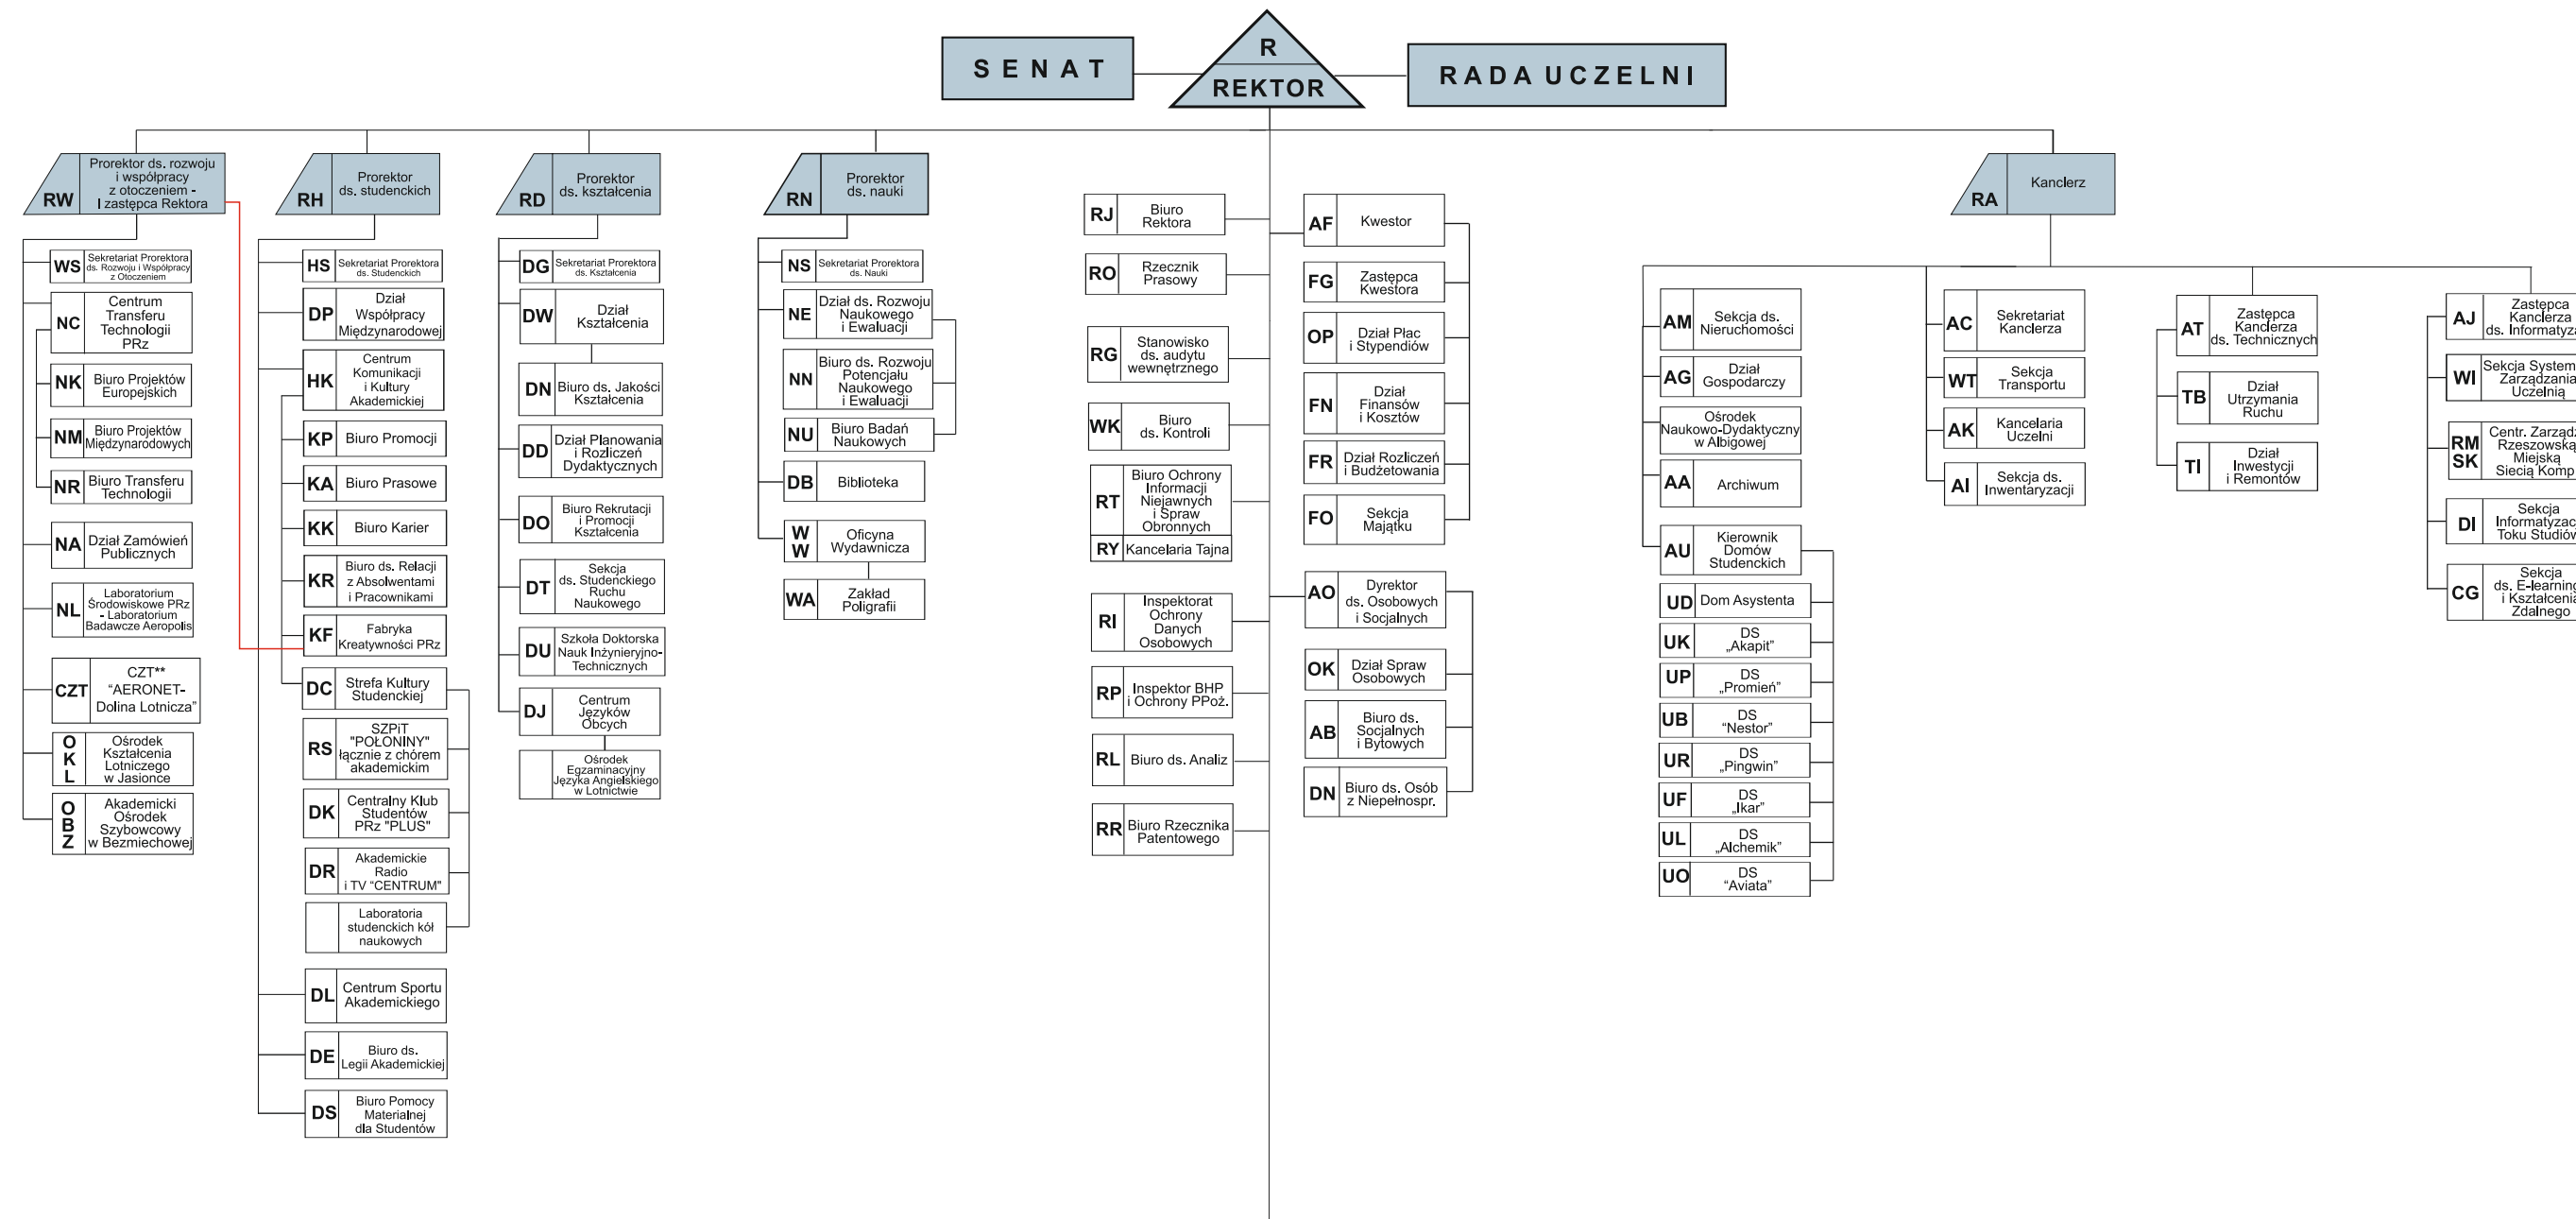 R
REKTOR
S E N A T
RADA UCZELNI
RW
Prorektor ds. rozwoju
i współpracy
z otoczeniem -
I zastępca Rektora
WS
Sekretariat Prorektora
ds. Rozwoju i Współpracy
z Otoczeniem
NC
Centrum
Transferu
Technologii
PRz
NK
Biuro Projektów
Europejskich
NM
Biuro Projektów
Międzynarodowych
NR
Biuro Transferu
Technologii
NA
Dział Zamówień
Publicznych
NL
Laboratorium
Środowiskowe PRz
- Laboratorium
Badawcze Aeropolis
CZT
CZT**
“AERONET-
Dolina Lotnicza”
O
K
L
Ośrodek
Kształcenia
Lotniczego
w Jasionce
O
B
Z
Akademicki
Ośrodek
Szybowcowy
w Bezmiechowej
RH
Prorektor
ds. studenckich
HS
Sekretariat Prorektora
ds. Studenckich
DP
Dział
Współpracy
Międzynarodowej
HK
Centrum
Komunikacji
i Kultury
Akademickiej
KP
Biuro Promocji
KA
Biuro Prasowe
KK
Biuro Karier
KR
Biuro ds. Relacji
z Absolwentami
i Pracownikami
KF
Fabryka
Kreatywności PRz
DC
Strefa Kultury
Studenckiej
RS
SZPiT
"POŁONINY"
łącznie z chórem
akademickim
DK
Centralny Klub
Studentów
PRz "PLUS"
DR
Akademickie
Radio
i TV “CENTRUM”
Laboratoria
studenckich kół
naukowych
DL
Centrum Sportu
Akademickiego
DE
Biuro ds.
Legii Akademickiej
DS
Biuro Pomocy
Materialnej
dla Studentów
RD
Prorektor
ds. kształcenia
DG
Sekretariat Prorektora
ds. Kształcenia
DW
Dział
Kształcenia
DN
Biuro ds. Jakości
Kształcenia
DD
Dział Planowania
i Rozliczeń
Dydaktycznych
DO
Biuro Rekrutacji
i Promocji
Kształcenia
DT
Sekcja
ds. Studenckiego
Ruchu
Naukowego
DU
Szkoła Doktorska
Nauk Inżynieryjno-
Technicznych
DJ
Centrum
Języków
Obcych
Ośrodek
Egzaminacyjny
Języka Angielskiego
w Lotnictwie
RN
Prorektor
ds. nauki
NS
Sekretariat Prorektora
ds. Nauki
NE
Dział ds. Rozwoju
Naukowego
i Ewaluacji
NN
Biuro ds. Rozwoju
Potencjału
Naukowego
i Ewaluacji
NU
Biuro Badań
Naukowych
DB
Biblioteka
W
W
Oficyna
Wydawnicza
WA
Zakład
Poligrafii
RJ
Biuro
Rektora
RO
Rzecznik
Prasowy
RG
Stanowisko
ds. audytu
wewnętrznego
WK
Biuro
ds. Kontroli
RT
Biuro Ochrony
Informacji
Niejawnych
i Spraw
Obronnych
RY
Kancelaria Tajna
RI
Inspektorat
Ochrony
Danych
Osobowych
RP
Inspektor BHP
i Ochrony PPoż.
RL
Biuro ds. Analiz
RR
Biuro Rzecznika
Patentowego
AF
Kwestor
FG
Zastępca
Kwestora
OP
Dział Płac
i Stypendiów
FN
Dział
Finansów
i Kosztów
FR
Dział Rozliczeń
i Budżetowania
FO
Sekcja
Majątku
AO
Dyrektor
ds. Osobowych
i Socjalnych
OK
Dział Spraw
Osobowych
AB
Biuro ds.
Socjalnych
i Bytowych
DN
Biuro ds. Osób
z Niepełnospr.
RA
Kanclerz
AM
Sekcja ds.
Nieruchomości
AG
Dział
Gospodarczy
Ośrodek
Naukowo-Dydaktyczny
w Albigowej
AA
Archiwum
AU
Kierownik
Domów
Studenckich
UD
Dom Asystenta
UK
DS
„Akapit”
UP
DS
„Promień”
UB
DS
“Nestor”
UR
DS
„Pingwin”
UF
DS
„Ikar”
UL
DS
„Alchemik”
UO
DS
“Aviata”
AC
Sekretariat
Kanclerza
WT
Sekcja
Transportu
AK
Kancelaria
Uczelni
AI
Sekcja ds.
Inwentaryzacji
AT
Zastępca
Kanclerza
ds. Technicznych
TB
Dział
Utrzymania
Ruchu
TI
Dział
Inwestycji
i Remontów
AJ
Zastępca
Kanclerza
ds.
WI
Sekcja
Zarządzania
Uczelnią
RM
SK
Centr.
Rzeszowską
Miejską
Siecią Komp
DI
Sekcja
Toku Studiów
CG
Sekcja
ds. E-learning
i Kształcenia
Zdalnego